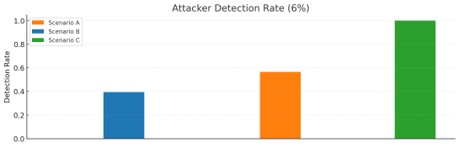 Attacker Detection Rate (6%)
Scenario A
Scenario B
Scenario C
Detection Rate
1.0
0.8
0.6
0.4
0.2
0.0